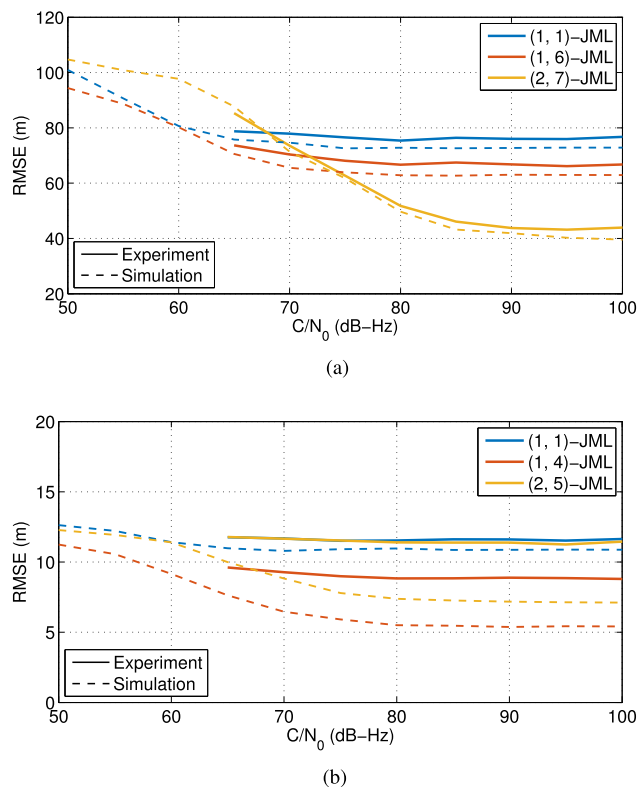 120
100
80
60
40
20
RMSE (m)
(1, 1)−JML
(1, 6)−JML
(2, 7)−JML
Experiment
Simulation
50 60 70 80 90 100
C/N0 (dB−Hz)
(a)
20
15
10
5
0
RMSE (m)
(1, 1)−JML
(1, 4)−JML
(2, 5)−JML
Experiment
Simulation
50 60 70 80 90 100
C/N0 (dB−Hz)
(b)